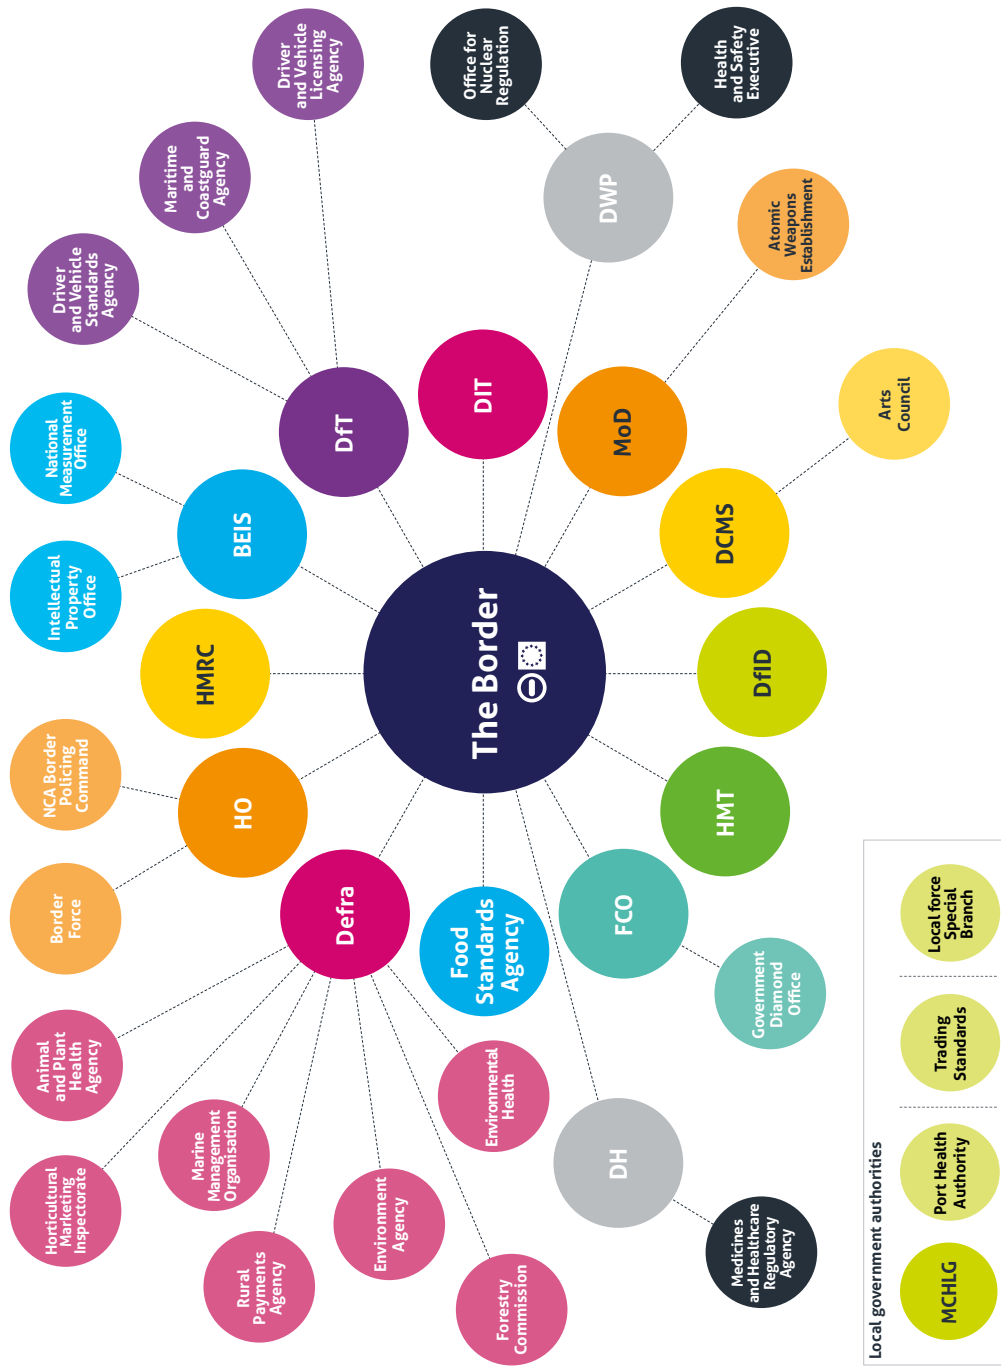 Horticultural
Marketing
Inspectorate
Animal
and Plant
Health
Agency
Border
Force
NCA Border
Policing
Command
Intellectual
Property
Office
National
Measurement
Office
Driver
and Vehicle
Standards
Agency
Maritime
and
Coastguard
Agency
Driver
and Vehicle
Licensing
Agency
Rural
Payments
Agency
Marine
Management
Organisation
HO
HMRC
BEIS
Environment
Agency
Defra
DfT
Forestry
Commission
Environmental
Health
Food
Standards
Agency
The Border
DIT
Office for
Nuclear
Regulation
DH
FCO
MoD
DWP
Medicines
and Healthcare
Regulatory
Agency
Government
Diamond
Office
HMT
DfID
DCMS
Atomic
Weapons
Establishment
Health
and Safety
Executive
Arts
Council
Local government authorities
MCHLG
Port Health
Authority
Trading
Standards
Local force
Special
Branch